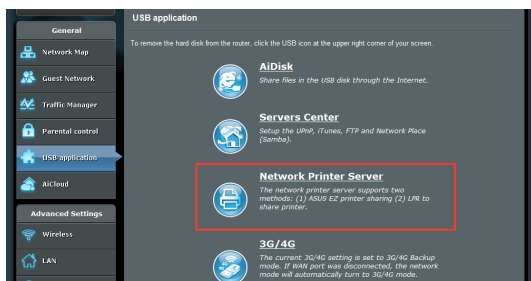 General
Network Map
Guest Network
Traffic Manager
Parental control
USB application
AiCloud
Advanced Settings
Wireless
LAN
USB application
To remove the hard disk from the router, click the USB icon at the upper right corner of your screen.
AiDisk
Share files in the USB disk through the Internet.
Servers Center
Setup the UPnP, iTunes, FTP and Network Place
(Samba).
Network Printer Server
The network printer server supports two
methods: (1) ASUS EZ printer sharing (2) LPR to
share printer.
3G/4G
The current 3G/4G setting is set to 3G/4G Backup
mode. If WAN port was disconnected, the network
mode will automatically turn to 3G/4G mode.